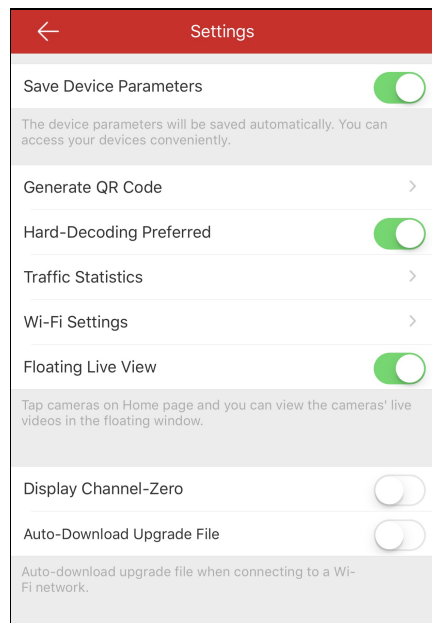 Settings
Save Device Parameters
The device parameters will be saved automatically. You can
access your devices conveniently.
Generate QR Code
Hard-Decoding Preferred
Traffic Statistics
Wi-Fi Settings
Floating Live View
Tap cameras on Home page and you can view the cameras' live
videos in the floating window.
Display Channel-Zero
Auto-Download Upgrade File
Auto-download upgrade file when connecting to a Wi-
Fi network.